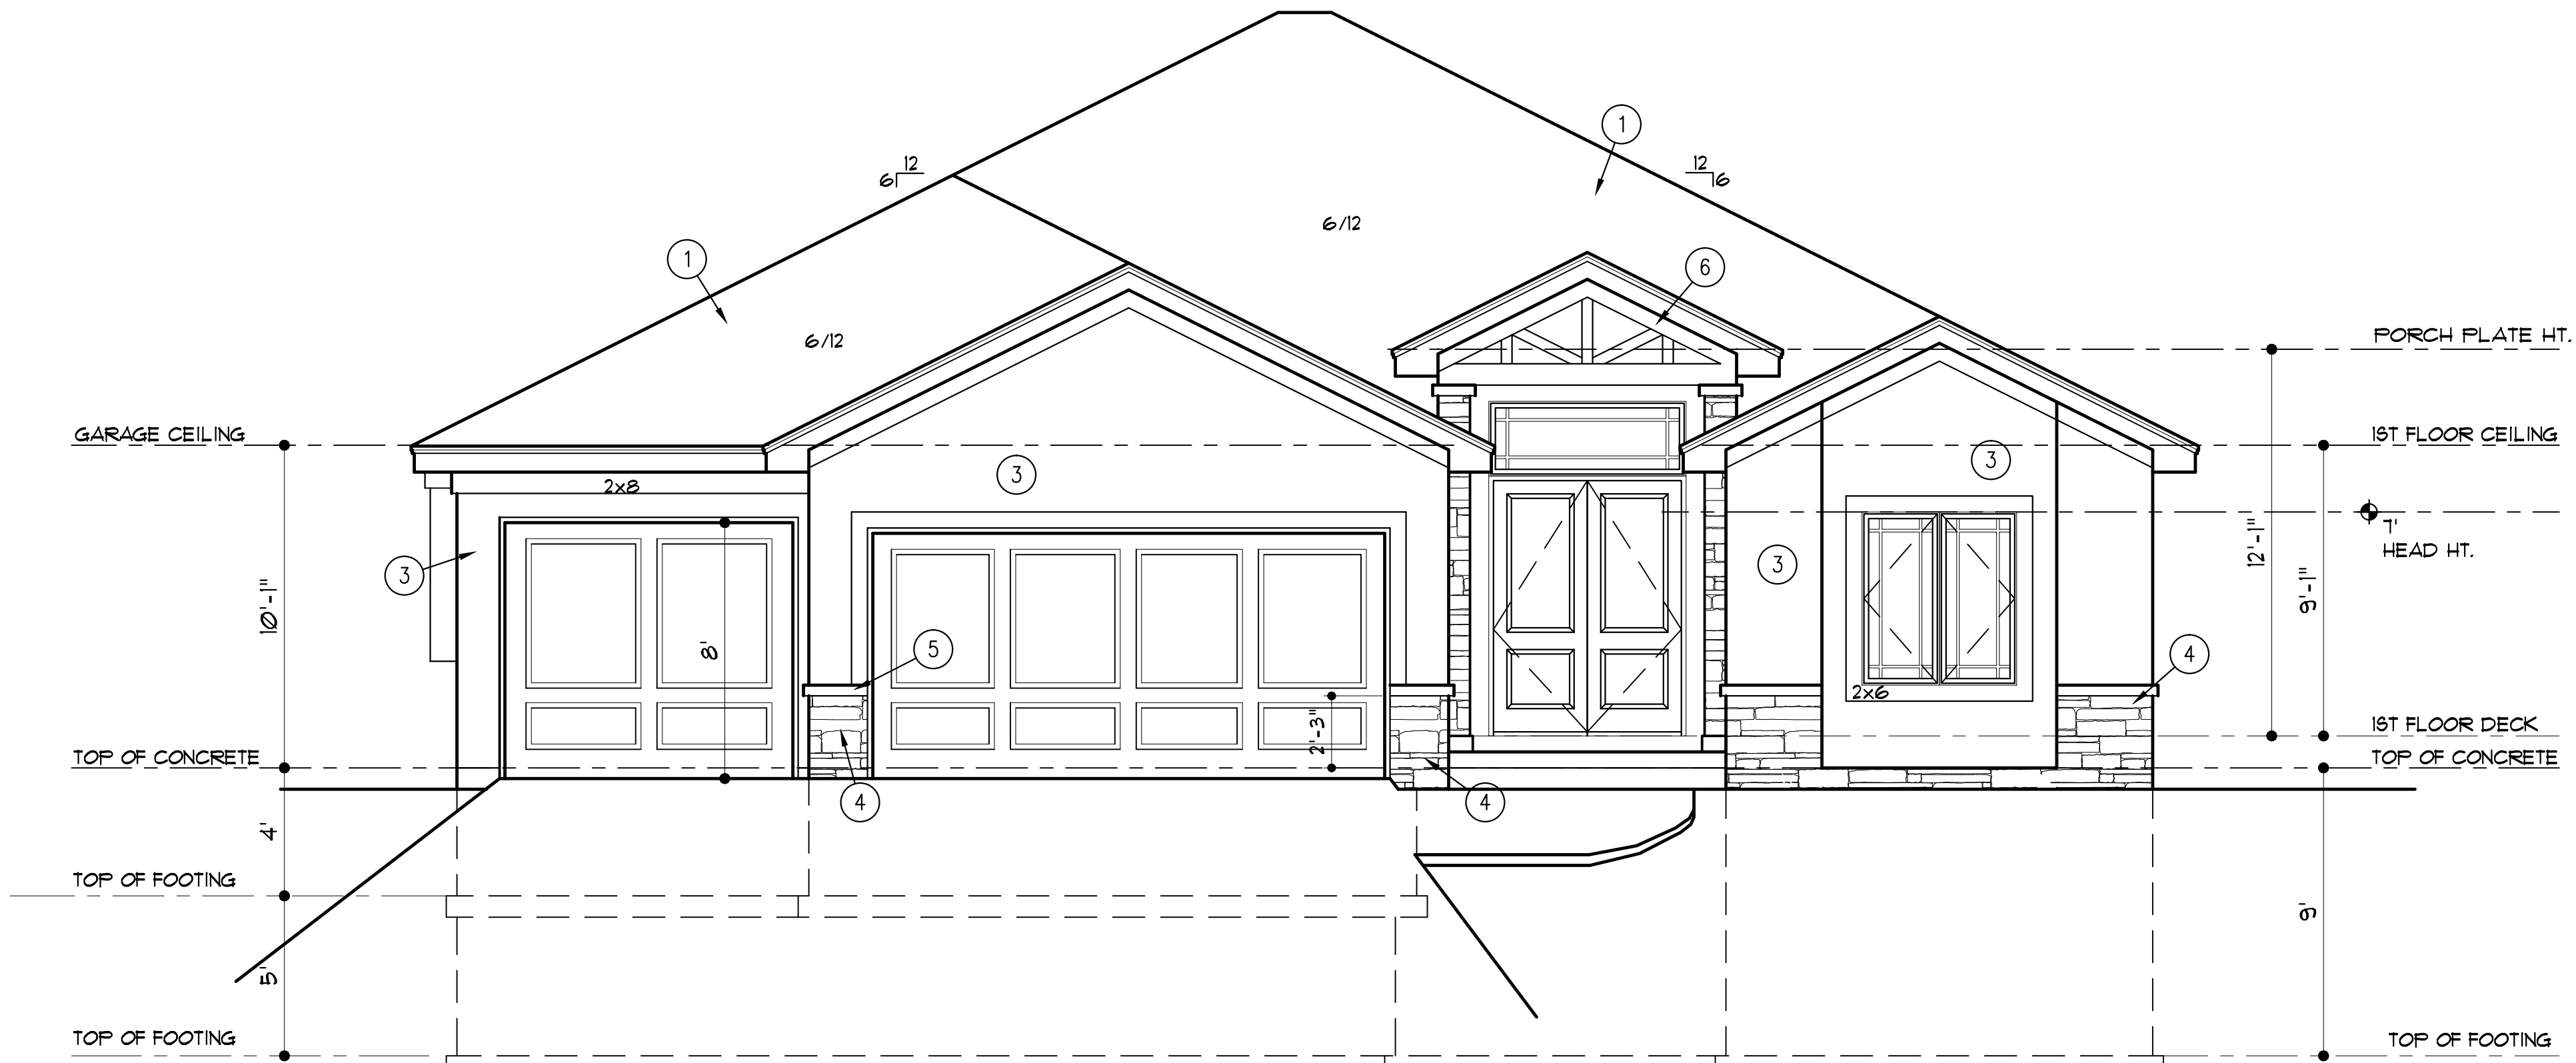 1
12
6
12
6
6/12
1
6
6/12
PORCH PLATE HT.
GARAGE CEILING
1ST FLOOR CEILING
3
3
2x8
7'
HEAD HT.
12'-1"
3
3
9'-1"
10'-1"
8'
5
4
2x6
2'-3"
1ST FLOOR DECK
TOP OF CONCRETE
TOP OF CONCRETE
4
4
4'
TOP OF FOOTING
9'
5'
TOP OF FOOTING
TOP OF FOOTING